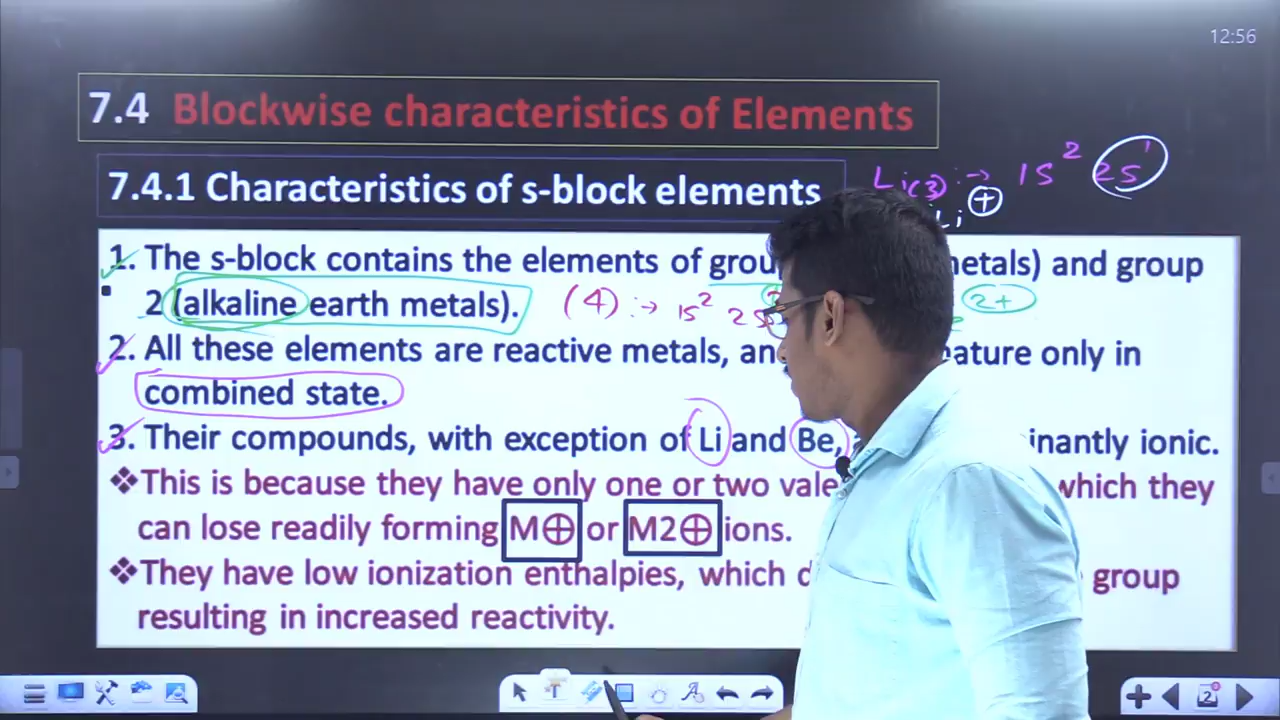 12:56
7.4 Blockwise characteristics of Elements
7.4.1 Characteristics of s-block elements
Li(3) :→ 1s² 2s¹
Li ⊕
1. The s-block contains the elements of grou etals) and group
2 (alkaline earth metals). (4) :→ 1s² 2s 2+
2. All these elements are reactive metals, an ature only in
combined state.
3. Their compounds, with exception of Li and Be, inantly ionic.
❖This is because they have only one or two vale which they
can lose readily forming M⊕ or M2⊕ ions.
❖They have low ionization enthalpies, which d group
resulting in increased reactivity.
2